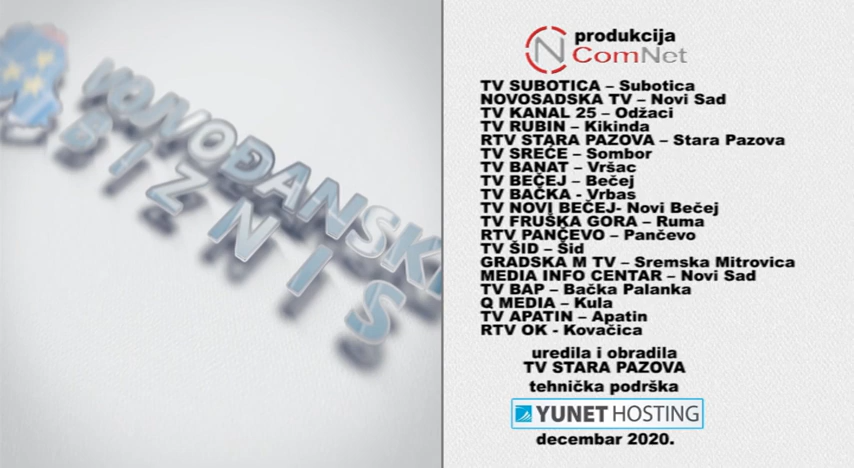 VOJVOĐANSKI
BIZNIS
produkcija
N ComNet
TV SUBOTICA – Subotica
NOVOSADSKA TV – Novi Sad
TV KANAL 25 – Odžaci
TV RUBIN – Kikinda
RTV STARA PAZOVA – Stara Pazova
TV SREĆE – Sombor
TV BANAT – Vršac
TV BEČEJ – Bečej
TV BAČKA - Vrbas
TV NOVI BEČEJ- Novi Bečej
TV FRUŠKA GORA – Ruma
RTV PANČEVO – Pančevo
TV ŠID – Šid
GRADSKA M TV – Sremska Mitrovica
MEDIA INFO CENTAR – Novi Sad
TV BAP – Bačka Palanka
Q MEDIA – Kula
TV APATIN – Apatin
RTV OK - Kovačica
uredila i obradila
TV STARA PAZOVA
tehnička podrška
YUNET HOSTING
decembar 2020.